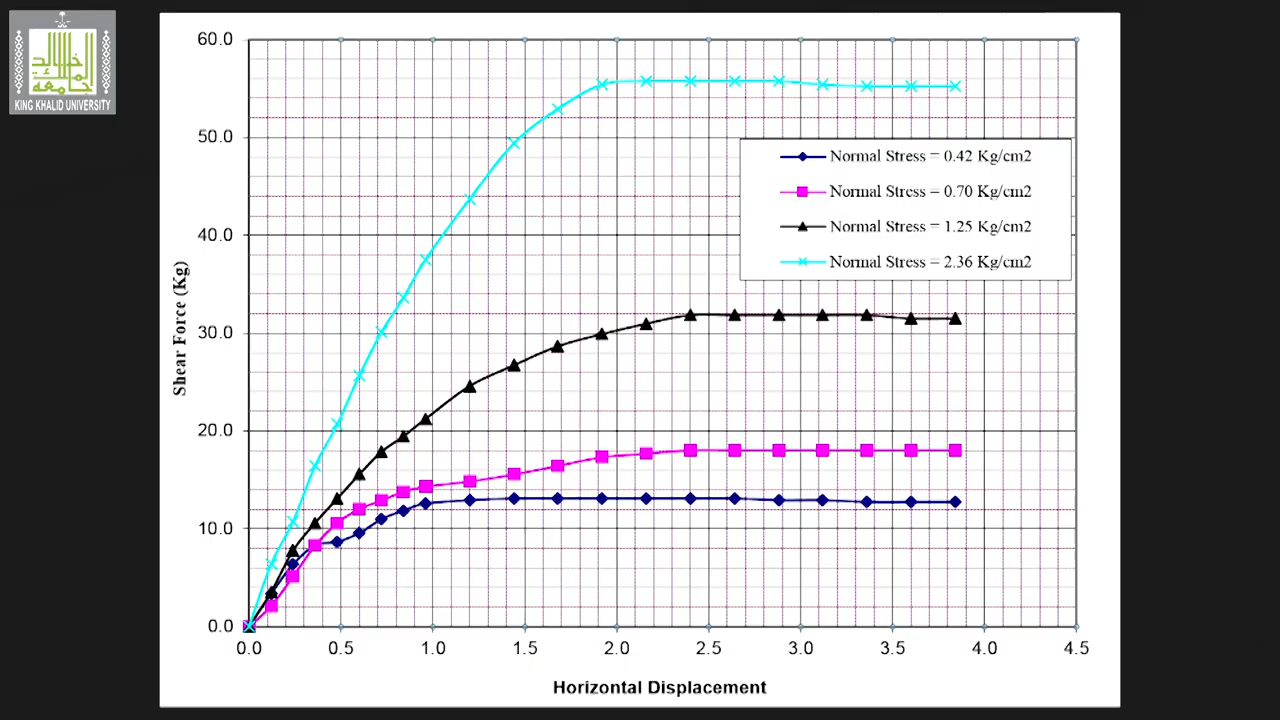 جامعة
الملك خالد
KING KHALID UNIVERSITY
60.0
50.0
40.0
30.0
20.0
10.0
0.0
Shear Force (Kg)
Normal Stress = 0.42 Kg/cm2
Normal Stress = 0.70 Kg/cm2
Normal Stress = 1.25 Kg/cm2
Normal Stress = 2.36 Kg/cm2
0.0 0.5 1.0 1.5 2.0 2.5 3.0 3.5 4.0 4.5
Horizontal Displacement